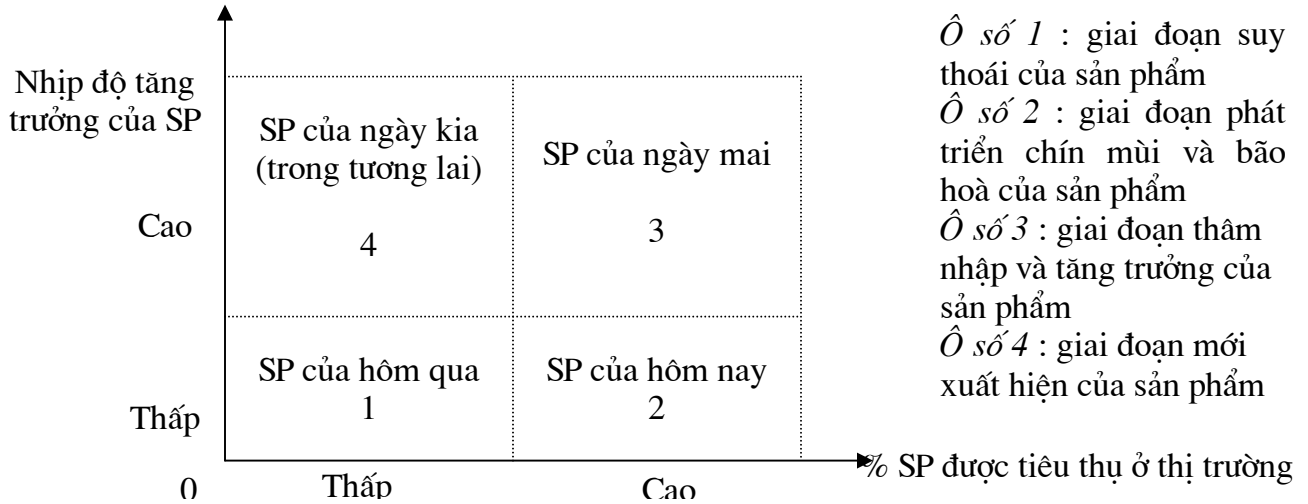 Nhịp độ tăng
trưởng của SP
Cao
Thấp
0
SP của ngày kia
(trong tương lai)
4
SP của ngày mai
3
SP của hôm qua
1
SP của hôm nay
2
Thấp
Cao
% SP được tiêu thụ ở thị trường
Ô số 1 : giai đoạn suy
thoái của sản phẩm
Ô số 2 : giai đoạn phát
triển chín mùi và bão
hoà của sản phẩm
Ô số 3 : giai đoạn thâm
nhập và tăng trưởng của
sản phẩm
Ô số 4 : giai đoạn mới
xuất hiện của sản phẩm